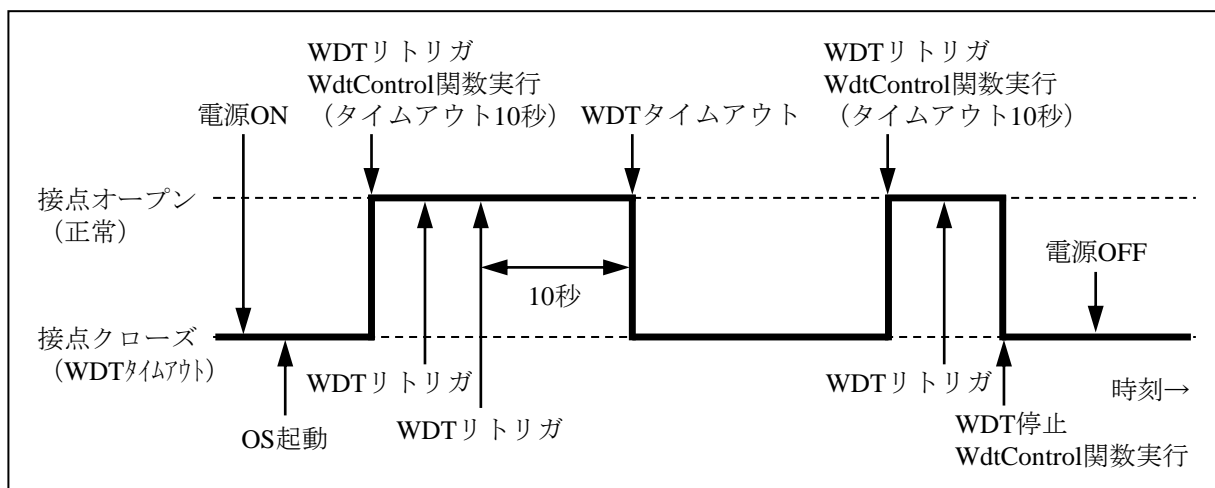 WDTリトリガ
WdtControl関数実行
（タイムアウト10秒）
WDTリトリガ
WdtControl関数実行
（タイムアウト10秒）
電源ON
WDTタイムアウト
接点オープン
（正常）
電源OFF
10秒
接点クローズ
（WDTﾀｲﾑｱｳﾄ）
WDTリトリガ
WDTリトリガ
時刻→
OS起動
WDTリトリガ
WDT停止
WdtControl関数実行